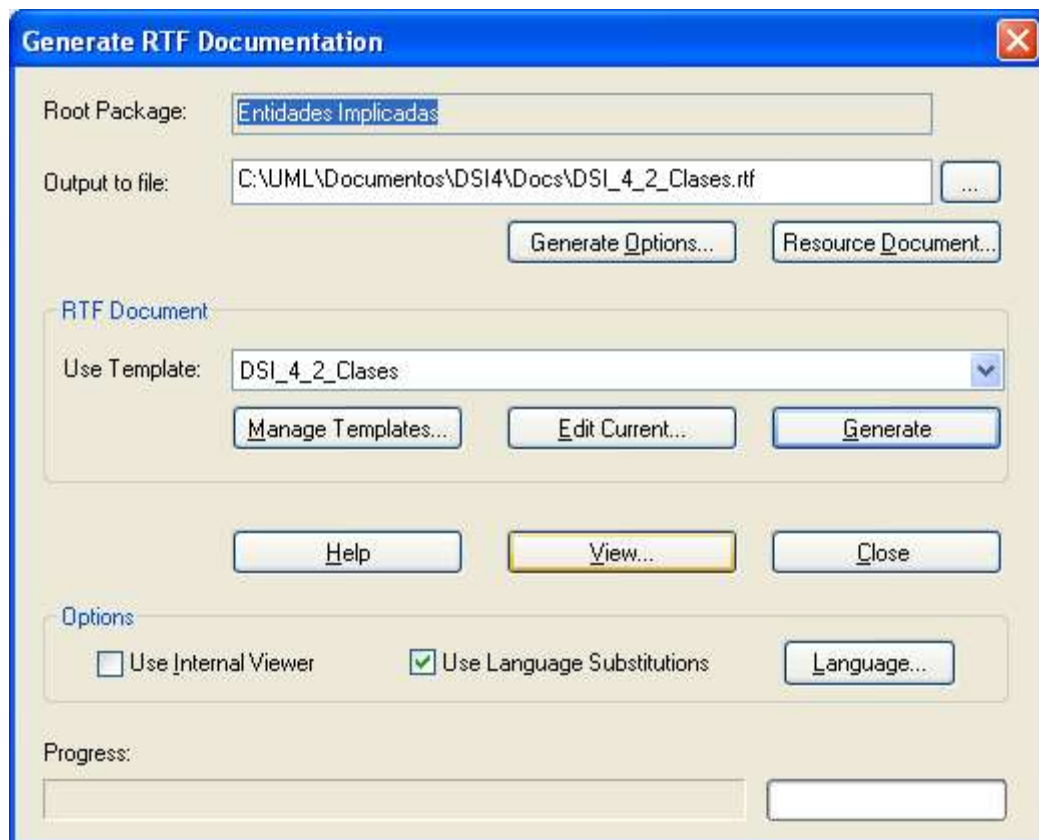 Generate RTF Documentation
Root Package: Entidades Implicadas
Output to file: C:\UML\Documentos\DSI4\Docs\DSI_4_2_Clases.rtf ...
Generate Options... Resource Document...
RTF Document
Use Template: DSI_4_2_Clases
Manage Templates... Edit Current... Generate
Help View... Close
Options
Use Internal Viewer Use Language Substitutions Language...
Progress: